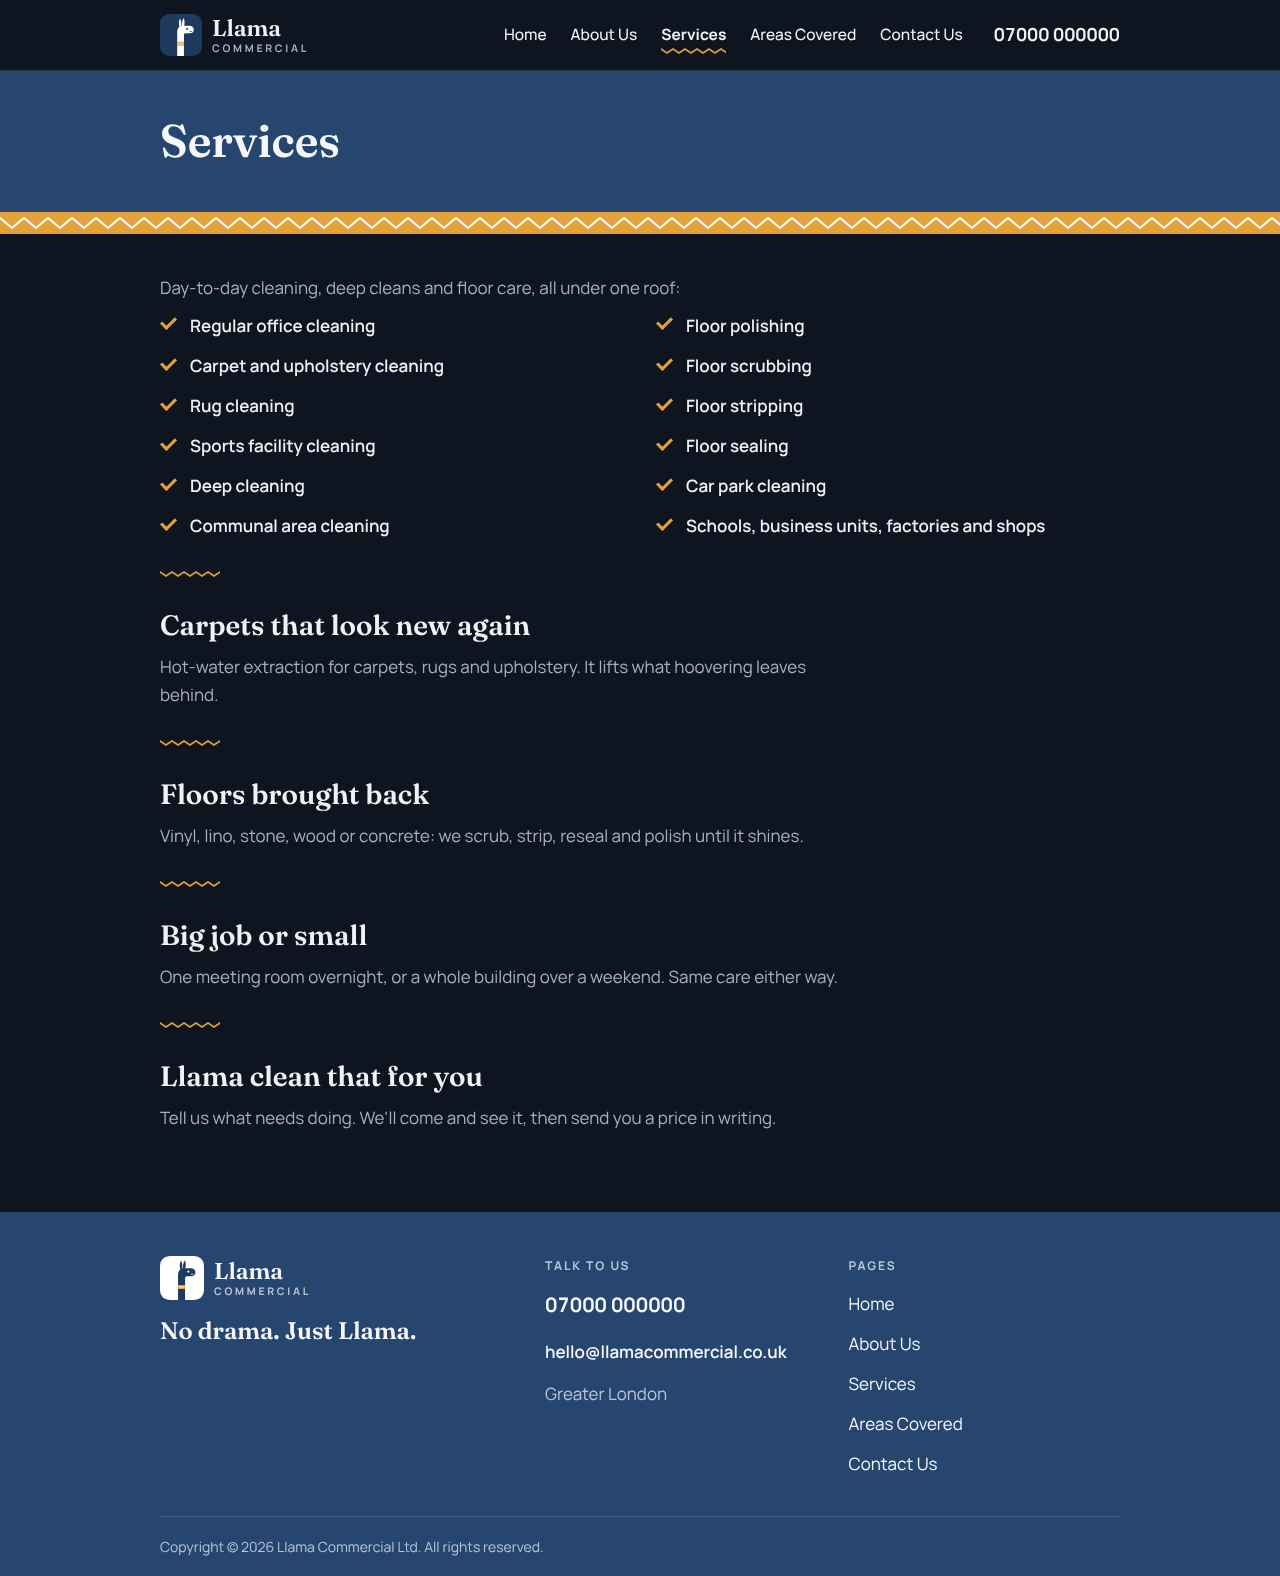 Llama
COMMERCIAL
Home
About Us
Services
Areas Covered
Contact Us
07000 000000
Services
Day-to-day cleaning, deep cleans and floor care, all under one roof:
Regular office cleaning
Carpet and upholstery cleaning
Rug cleaning
Sports facility cleaning
Deep cleaning
Communal area cleaning
Floor polishing
Floor scrubbing
Floor stripping
Floor sealing
Car park cleaning
Schools, business units, factories and shops
Carpets that look new again
Hot-water extraction for carpets, rugs and upholstery. It lifts what hoovering leaves
behind.
Floors brought back
Vinyl, lino, stone, wood or concrete: we scrub, strip, reseal and polish until it shines.
Big job or small
One meeting room overnight, or a whole building over a weekend. Same care either way.
Llama clean that for you
Tell us what needs doing. We'll come and see it, then send you a price in writing.
Llama
COMMERCIAL
No drama. Just Llama.
TALK TO US
07000 000000
hello@llamacommercial.co.uk
Greater London
PAGES
Home
About Us
Services
Areas Covered
Contact Us
Copyright © 2026 Llama Commercial Ltd. All rights reserved.